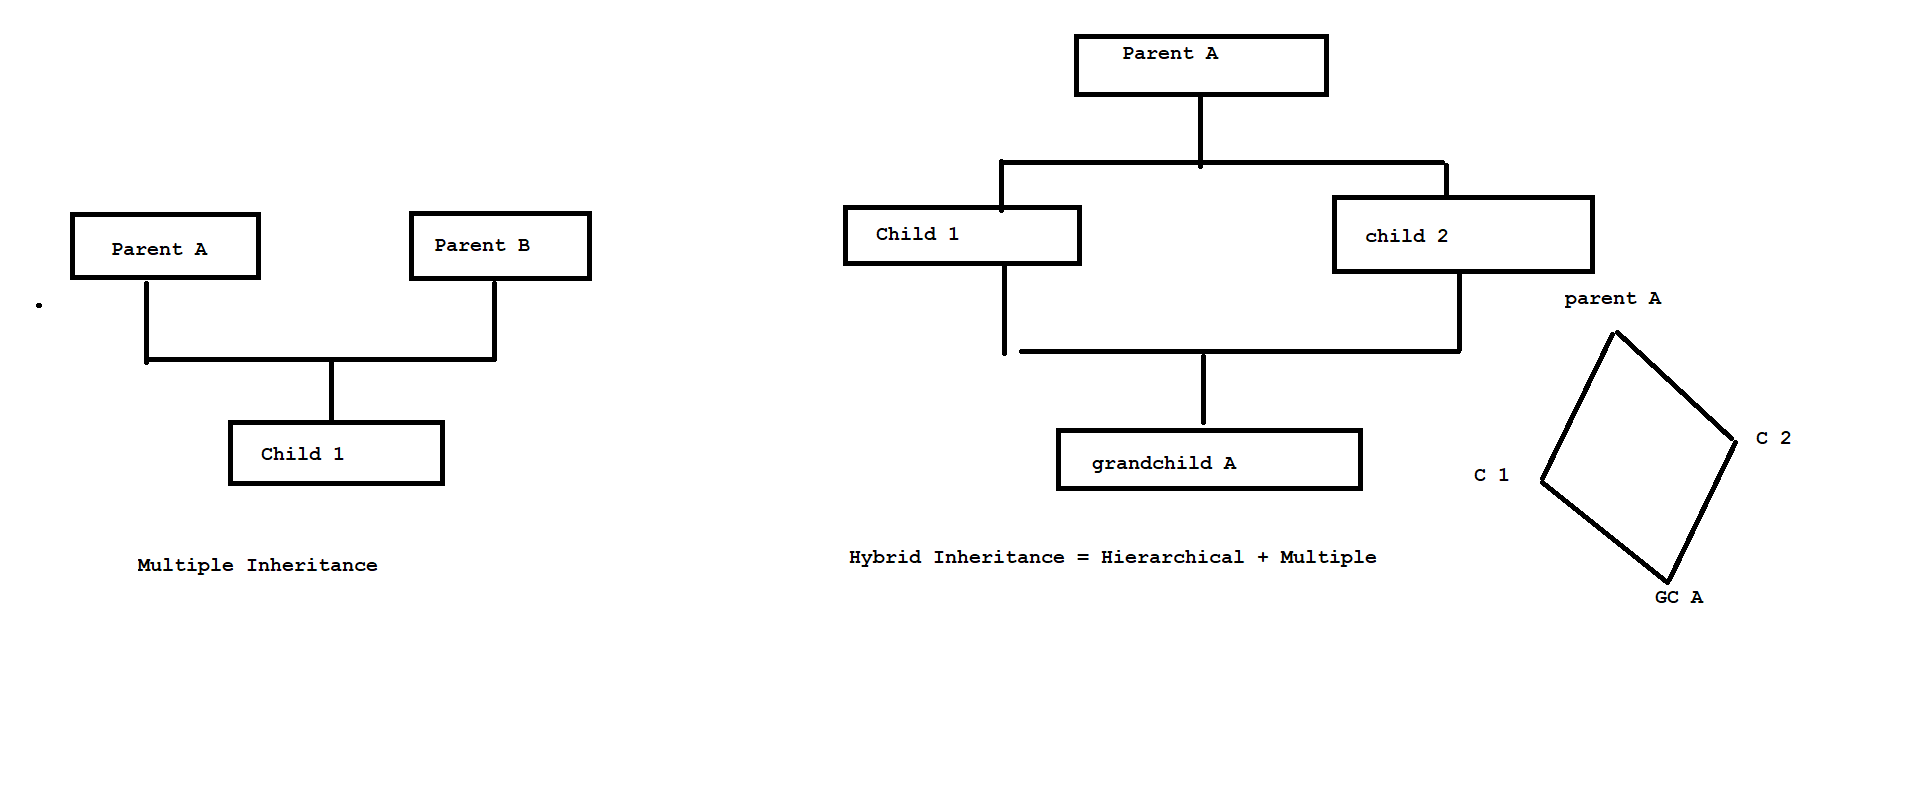 Parent A
Parent B
Child 1
Multiple Inheritance
Parent A
Child 1
child 2
grandchild A
Hybrid Inheritance = Hierarchical + Multiple
parent A
C 2
C 1
GC A